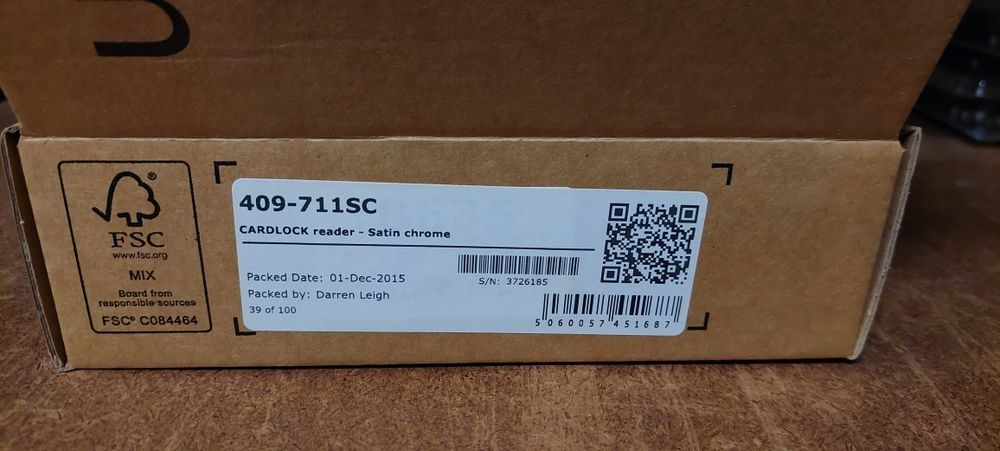 FSC
®
www.fsc.org
MIX
Board from
responsible sources
FSC® C084464
409-711SC
CARDLOCK reader - Satin chrome
Packed Date: 01-Dec-2015
Packed by: Darren Leigh
39 of 100
S/N: 3726185
5 060057 451687